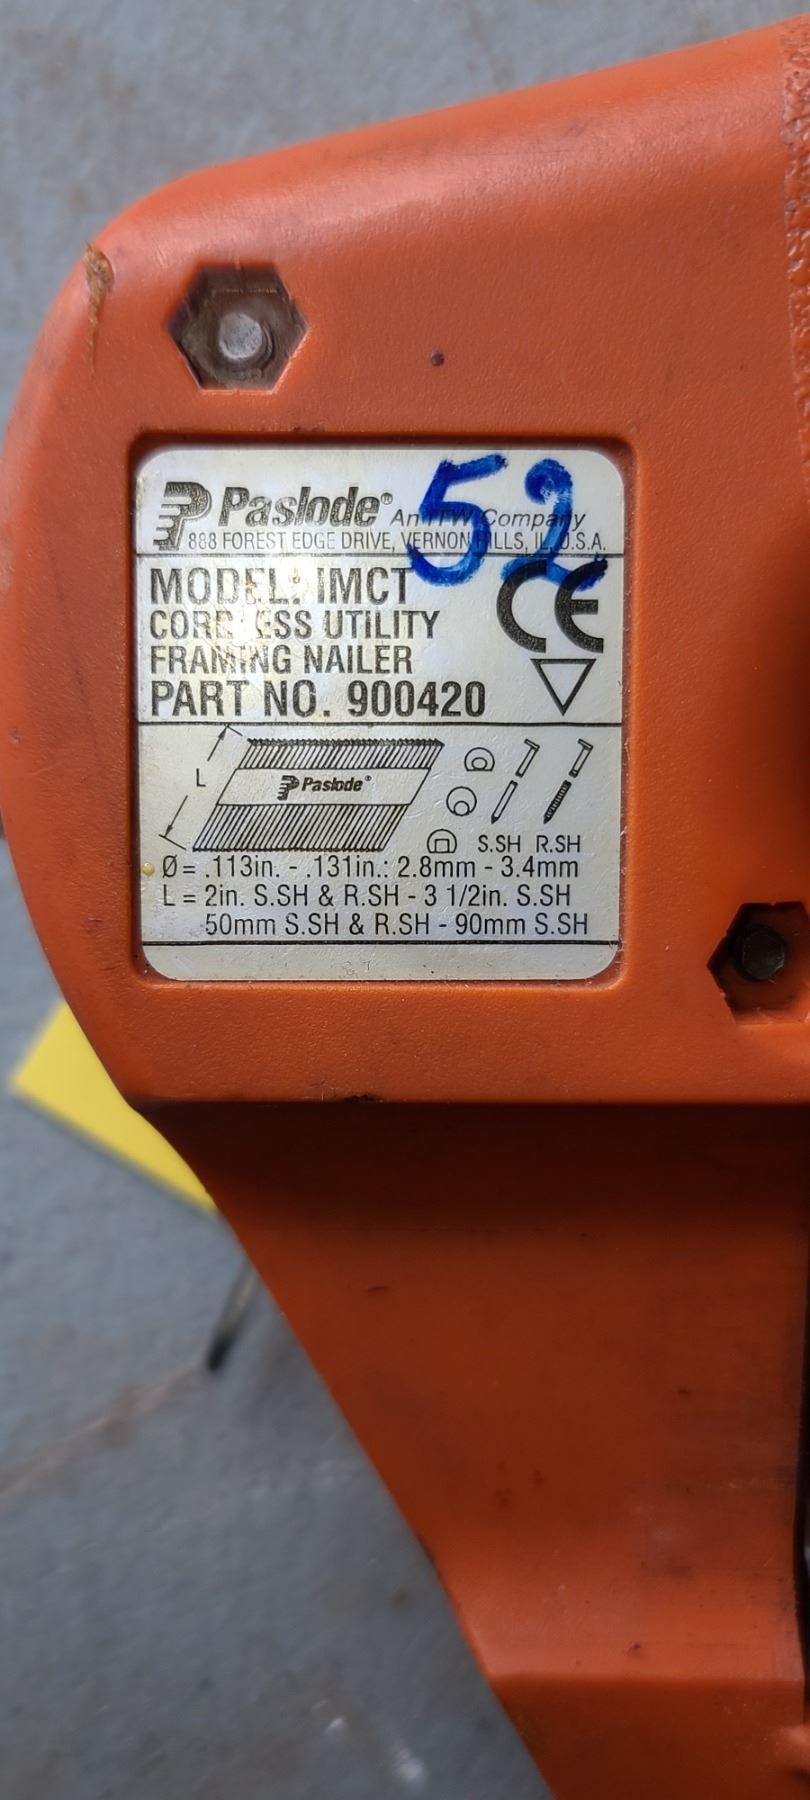 Paslode® An ITW Company
52
888 FOREST EDGE DRIVE, VERNON HILLS, IL U.S.A.
MODEL: IMCT
CORDLESS UTILITY
FRAMING NAILER
PART NO. 900420
CE
L
Paslode®
S.SH R.SH
Ø = .113in. - .131in.: 2.8mm - 3.4mm
L = 2in. S.SH & R.SH - 3 1/2in. S.SH
50mm S.SH & R.SH - 90mm S.SH